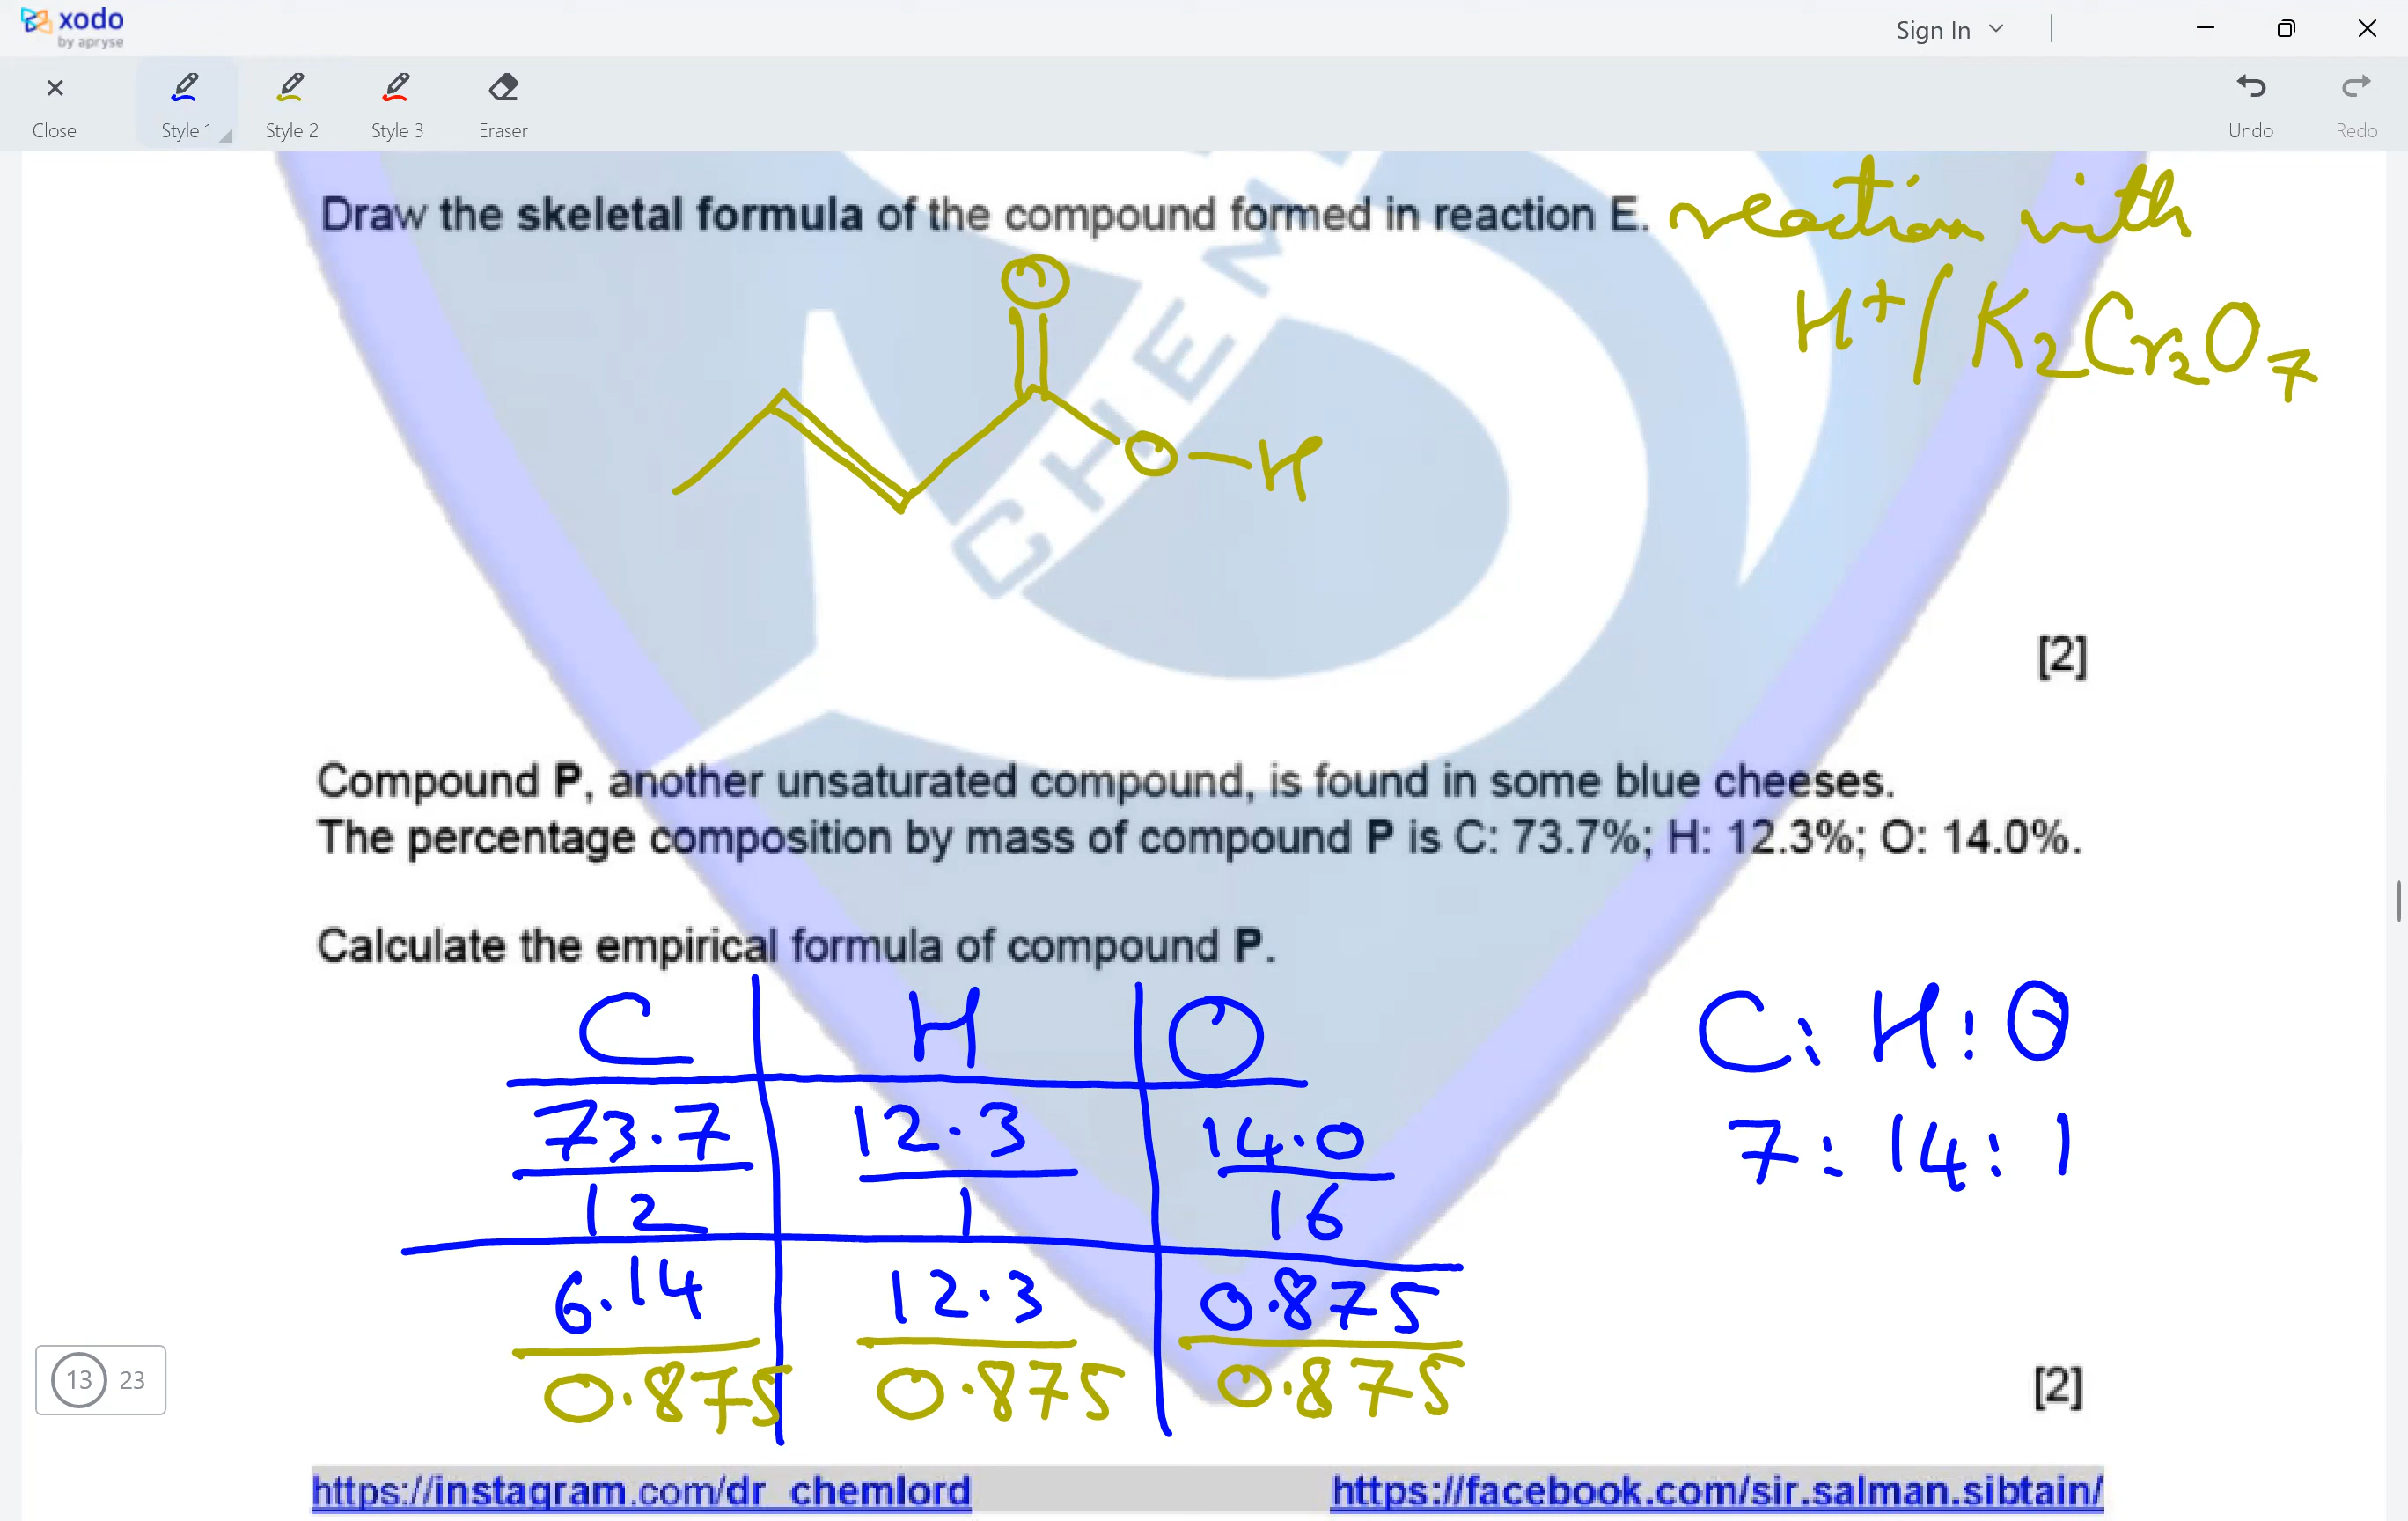 xodo
by apryse
Sign In
Close
Style 1
Style 2
Style 3
Eraser
Undo
Redo
CHEM
Draw the skeletal formula of the compound formed in reaction E. reaction with
H⁺/K₂Cr₂O₇
O
O-H
[2]
Compound P, another unsaturated compound, is found in some blue cheeses.
The percentage composition by mass of compound P is C: 73.7%; H: 12.3%; O: 14.0%.
Calculate the empirical formula of compound P.
C H O
73.7 12.3 14.0
12 1 16
6.14 12.3 0.875
0.875 0.875 0.875
C: H: O
7: 14: 1
13 23
[2]
https://instagram.com/dr_chemlord https://facebook.com/sir.salman.sibtain/